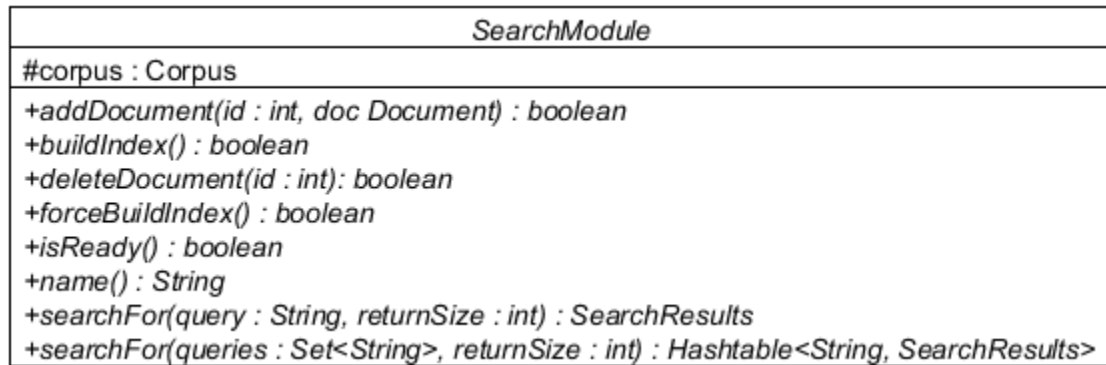 SearchModule
#corpus : Corpus
+addDocument(id : int, doc Document) : boolean
+buildIndex() : boolean
+deleteDocument(id : int): boolean
+forceBuildIndex() : boolean
+isReady() : boolean
+name() : String
+searchFor(query : String, returnSize : int) : SearchResults
+searchFor(queries : Set<String>, returnSize : int) : Hashtable<String, SearchResults>